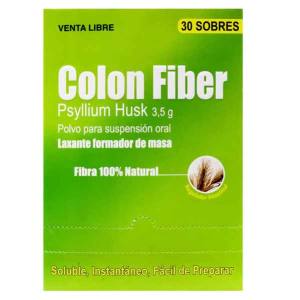 VENTA LIBRE
30 SOBRES
Colon Fiber
Psyllium Husk 3,5 g
Polvo para suspensión oral
Laxante formador de masa
Fibra 100% Natural
Soluble, Instantáneo, Fácil de Preparar